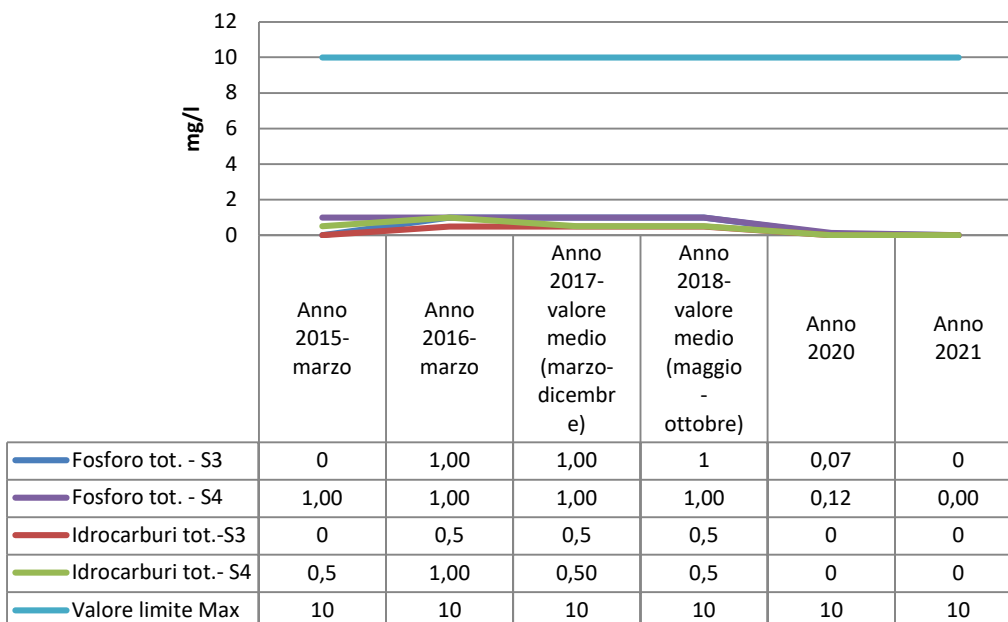 12
10
8
6
4
2
0
mg/l
Anno
2015-
marzo
Anno
2016-
marzo
Anno
2017-
valore
medio
(marzo-
dicembr
e)
Anno
2018-
valore
medio
(maggio
-
ottobre)
Anno
2020
Anno
2021
Fosforo tot. - S3 0 1,00 1,00 1 0,07 0
Fosforo tot. - S4 1,00 1,00 1,00 1,00 0,12 0,00
Idrocarburi tot.-S3 0 0,5 0,5 0,5 0 0
Idrocarburi tot.- S4 0,5 1,00 0,50 0,5 0 0
Valore limite Max 10 10 10 10 10 10